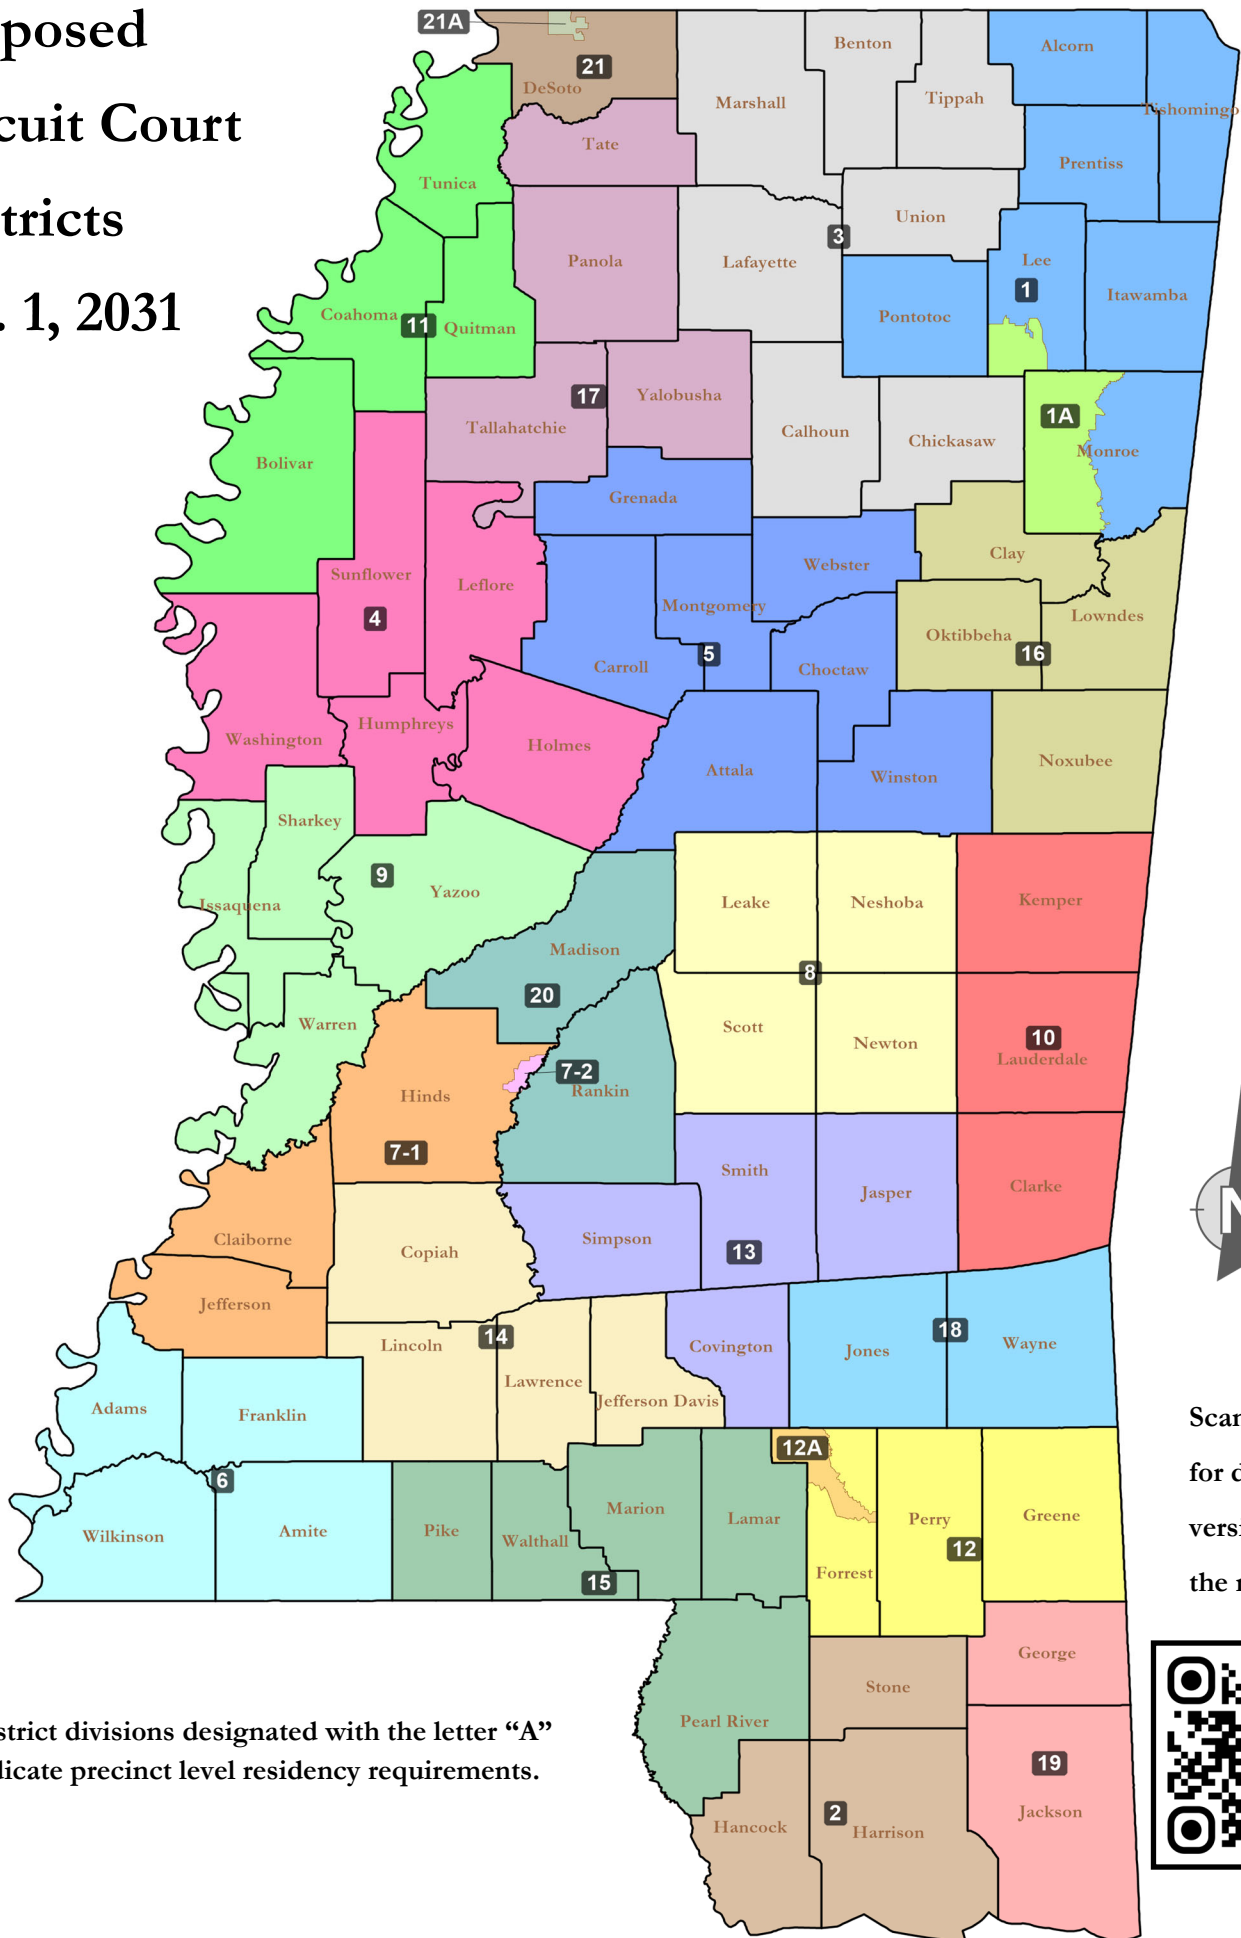 posed
cuit Court
tricts
. 1, 2031
21A
21
DeSoto
Benton
Alcorn
Marshall
Tippah
Tishomingo
Tate
Prentiss
Tunica
Union
3
Panola
Lafayette
Lee
1
Itawamba
Coahoma
11
Quitman
Pontotoc
17
Yalobusha
Tallahatchie
Calhoun
Chickasaw
1A
Monroe
Bolivar
Grenada
Sunflower
4
Leflore
Webster
Clay
Montgomery
Lowndes
Oktibbeha
16
Carroll
5
Choctaw
Washington
Humphreys
Holmes
Attala
Winston
Noxubee
Sharkey
9
Yazoo
Issaquena
Leake
Neshoba
Kemper
Madison
20
8
Warren
Scott
Newton
10
Lauderdale
7-2
Rankin
Hinds
7-1
Smith
Jasper
Clarke
N
Claiborne
Copiah
Simpson
13
Jefferson
Lincoln
14
Covington
Jones
18
Wayne
Lawrence
Jefferson Davis
Adams
Franklin
12A
6
Wilkinson
Amite
Pike
Walthall
Marion
Lamar
Perry
Greene
12
15
Forrest
Scan
for d
versi
the r
George
Stone
Pearl River
19
Jackson
2
Hancock
Harrison
strict divisions designated with the letter “A”
dicate precinct level residency requirements.